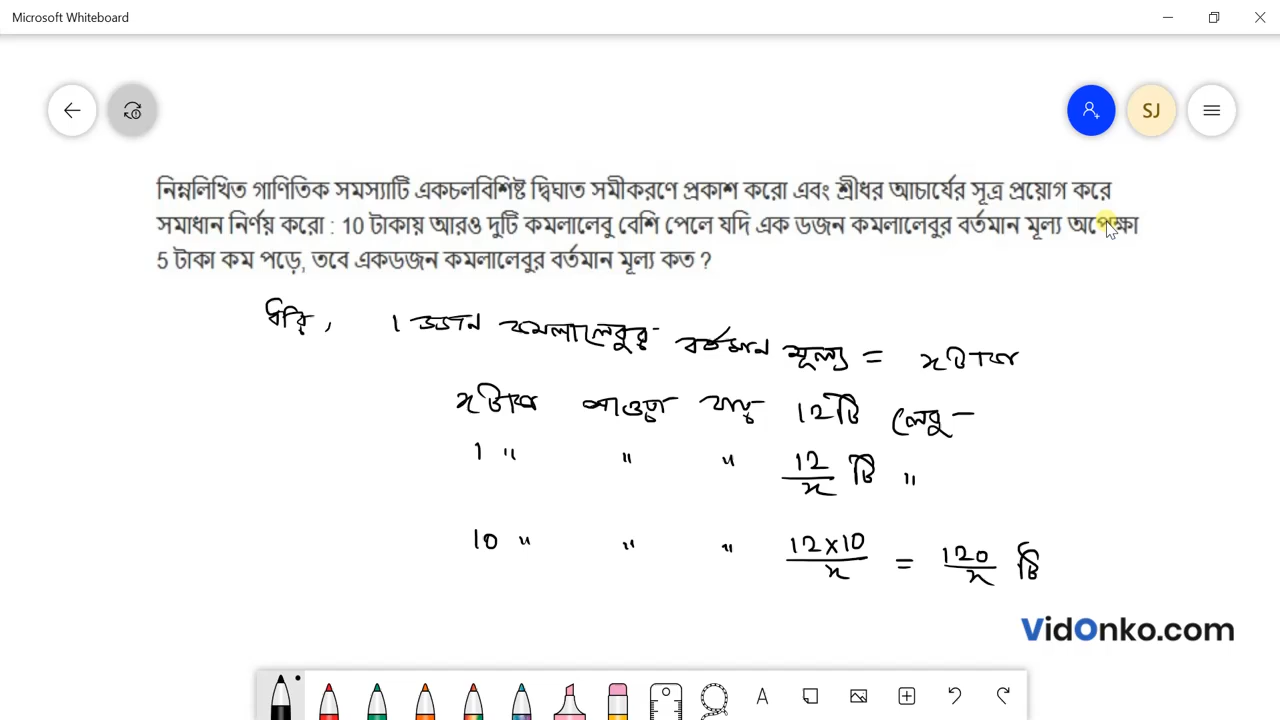 Microsoft Whiteboard
SJ
নিম্নলিখিত গাণিতিক সমস্যাটি একচলবিশিষ্ট দ্বিঘাত সমীকরণে প্রকাশ করো এবং শ্রীধর আচার্যের সূত্র প্রয়োগ করে
সমাধান নির্ণয় করো : 10 টাকায় আরও দুটি কমলালেবু বেশি পেলে যদি এক ডজন কমলালেবুর বর্তমান মূল্য অপেক্ষা
5 টাকা কম পড়ে, তবে একডজন কমলালেবুর বর্তমান মূল্য কত ?
ধরি, 1 ডজন কমলালেবুর বর্তমান মূল্য = x টাকা
x টাকায় পাওয়া যায় 12 টি লেবু
1 " " " 12/x টি "
10 " " " 12×10/x = 120/x টি
VidOnko.com
A